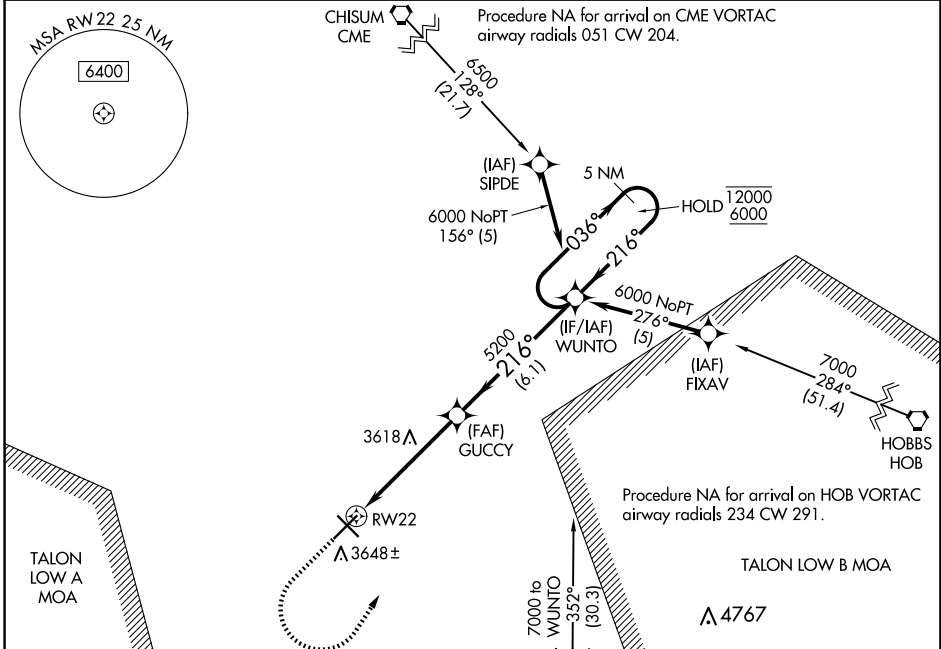 MSA RW 22 25 NM
6400
CHISUM
CME
Procedure NA for arrival on CME VORTAC
airway radials 051 CW 204.
6500
128°
(21.7)
(IAF)
SIPDE
5 NM
HOLD
12000
6000
6000 NoPT
156° (5)
036°
216°
6000 NoPT
276°
(5)
(IF/IAF)
WUNTO
(IAF)
FIXAV
7000
284°
(51.4)
HOBBS
HOB
5200
216°
(6.1)
(FAF)
GUCCY
3618
RW22
3648±
Procedure NA for arrival on HOB VORTAC
airway radials 234 CW 291.
TALON
LOW A
MOA
TALON LOW B MOA
7000 to
WUNTO
352°
(30.3)
4767